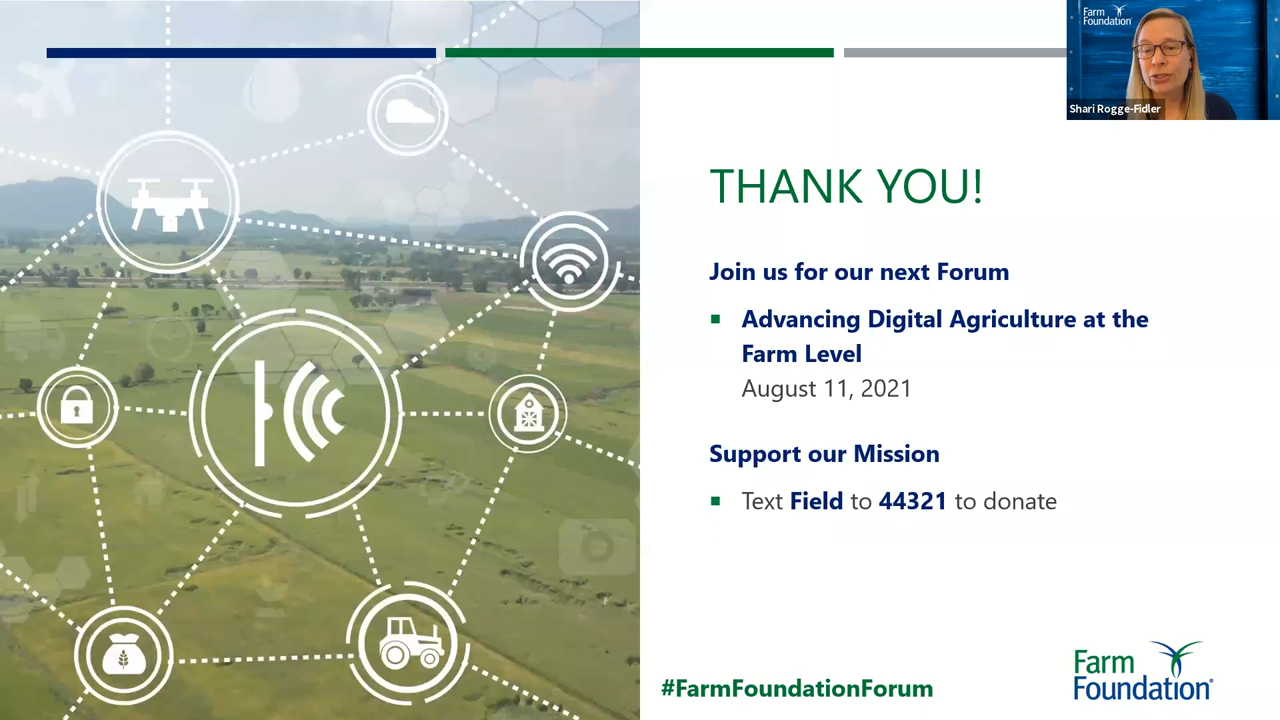 Farm
Foundation
Shari Rogge-Fidler
THANK YOU!
Join us for our next Forum
Advancing Digital Agriculture at the
Farm Level
August 11, 2021
Support our Mission
Text Field to 44321 to donate
#FarmFoundationForum
Farm
Foundation®